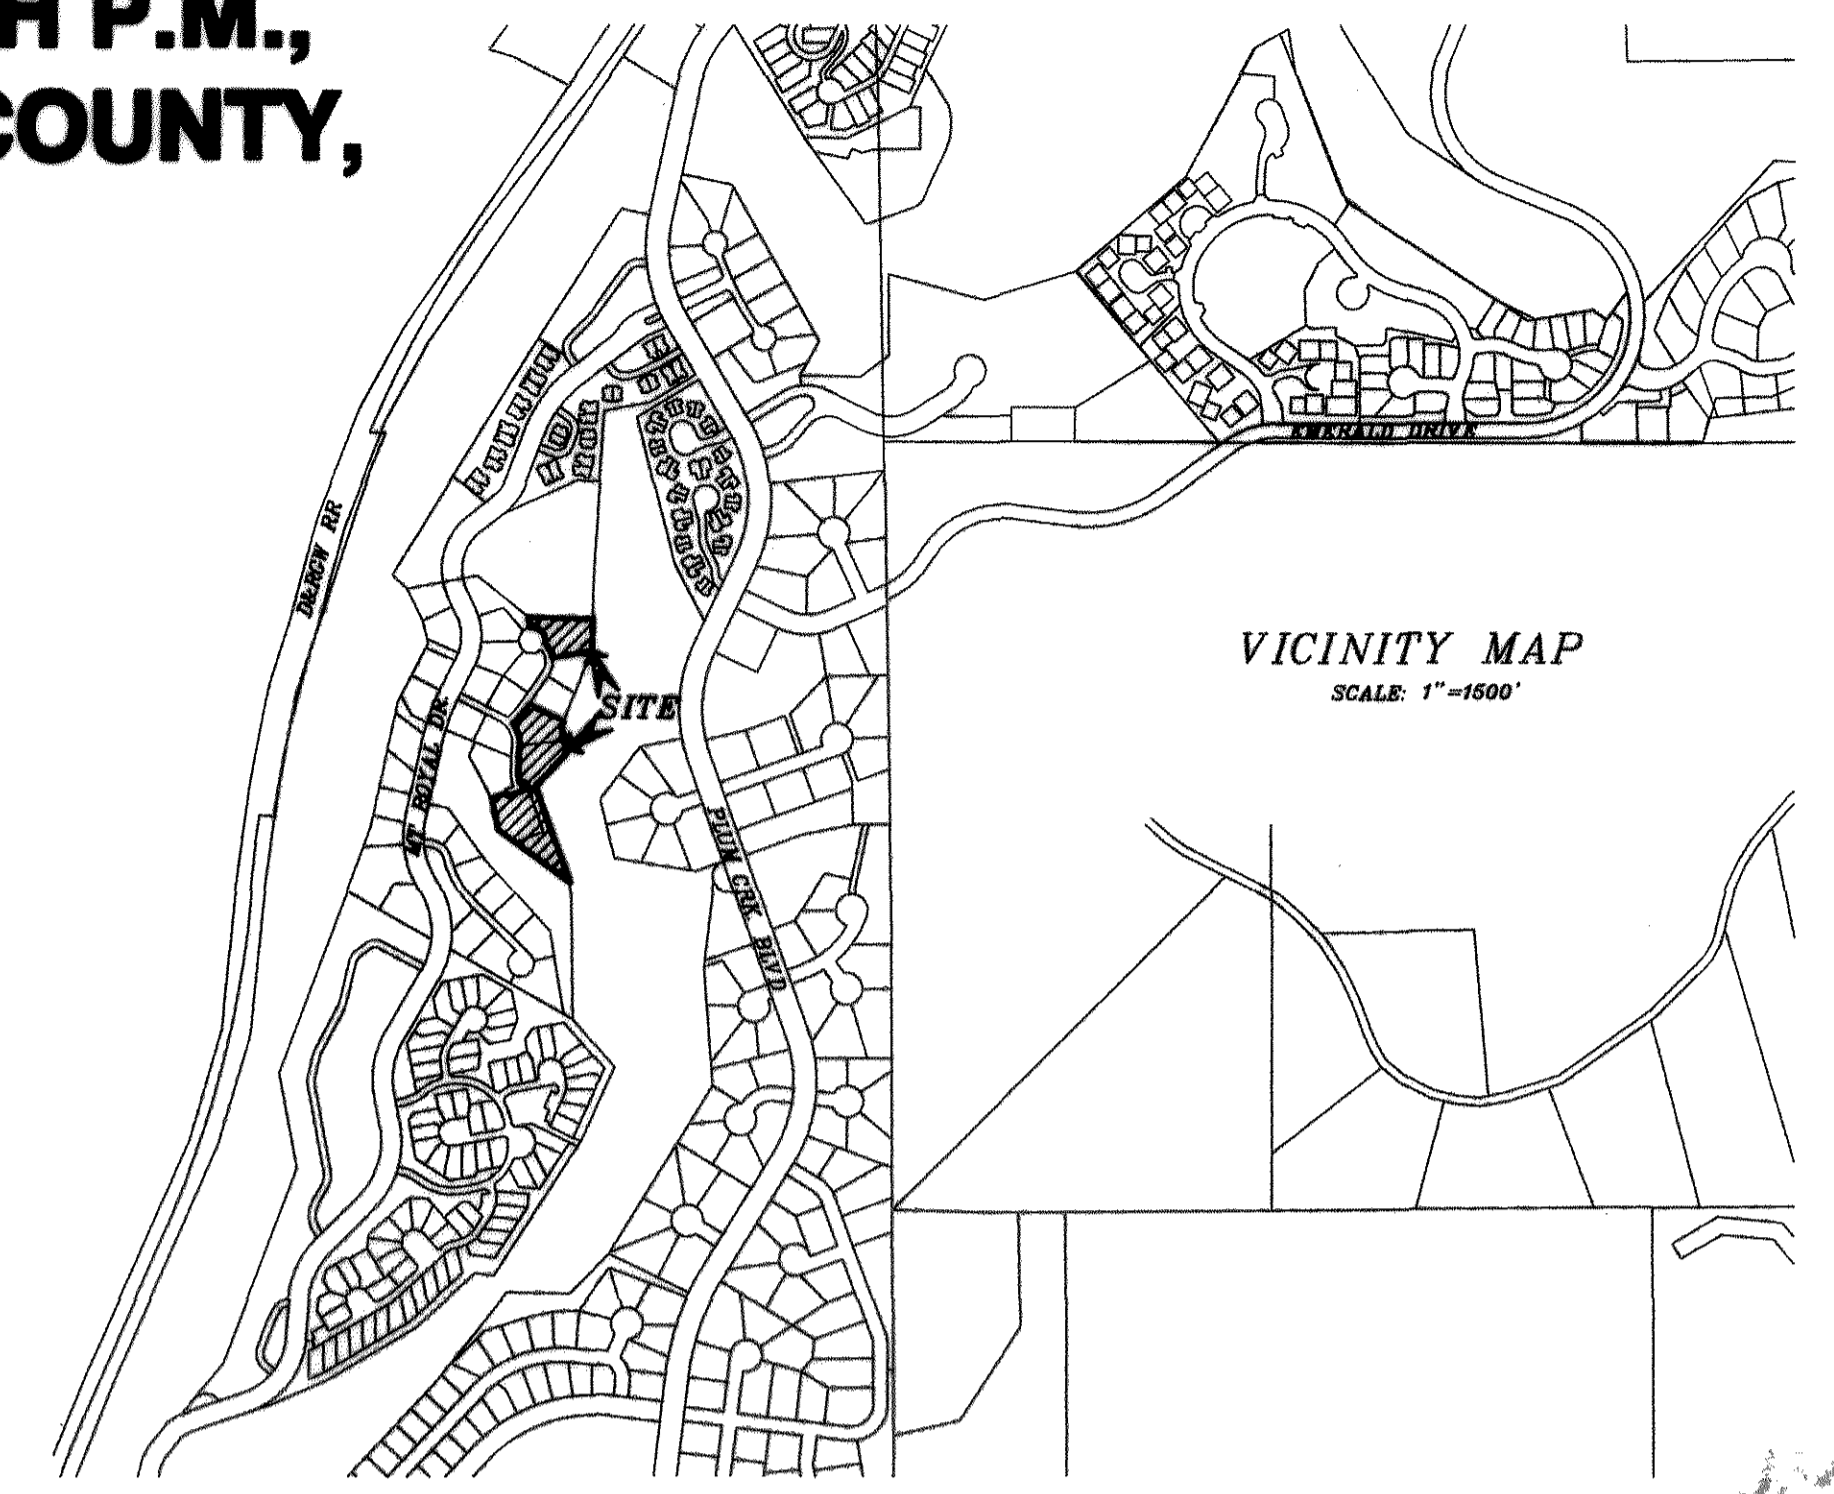 H P.M.,
COUNTY,
EMERALD DRIVE
D&RGW RR
VICINITY MAP
SCALE: 1"=1500'
SITE
MT ROYAL DR.
PLUM CRK BLVD